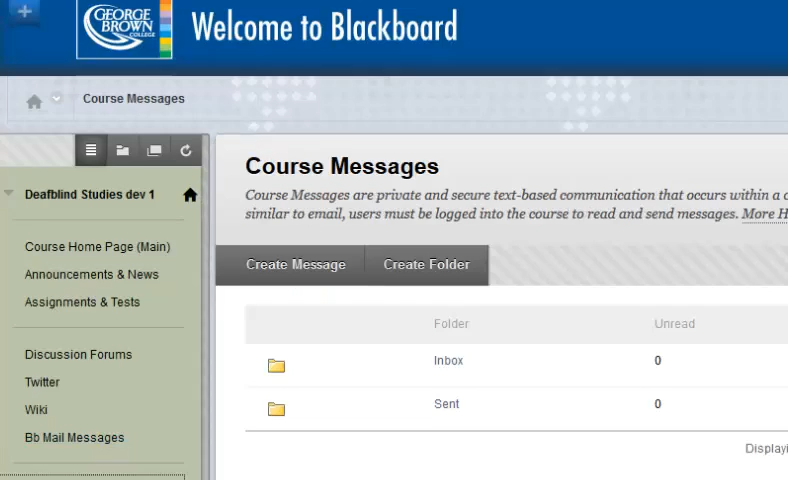 GEORGE
BROWN
COLLEGE
Welcome to Blackboard
Course Messages
Deafblind Studies dev 1
Course Home Page (Main)
Announcements & News
Assignments & Tests
Discussion Forums
Twitter
Wiki
Bb Mail Messages
Course Messages
Course Messages are private and secure text-based communication that occurs within a c
similar to email, users must be logged into the course to read and send messages. More H
Create Message Create Folder
Folder Unread
Inbox 0
Sent 0
Displayi